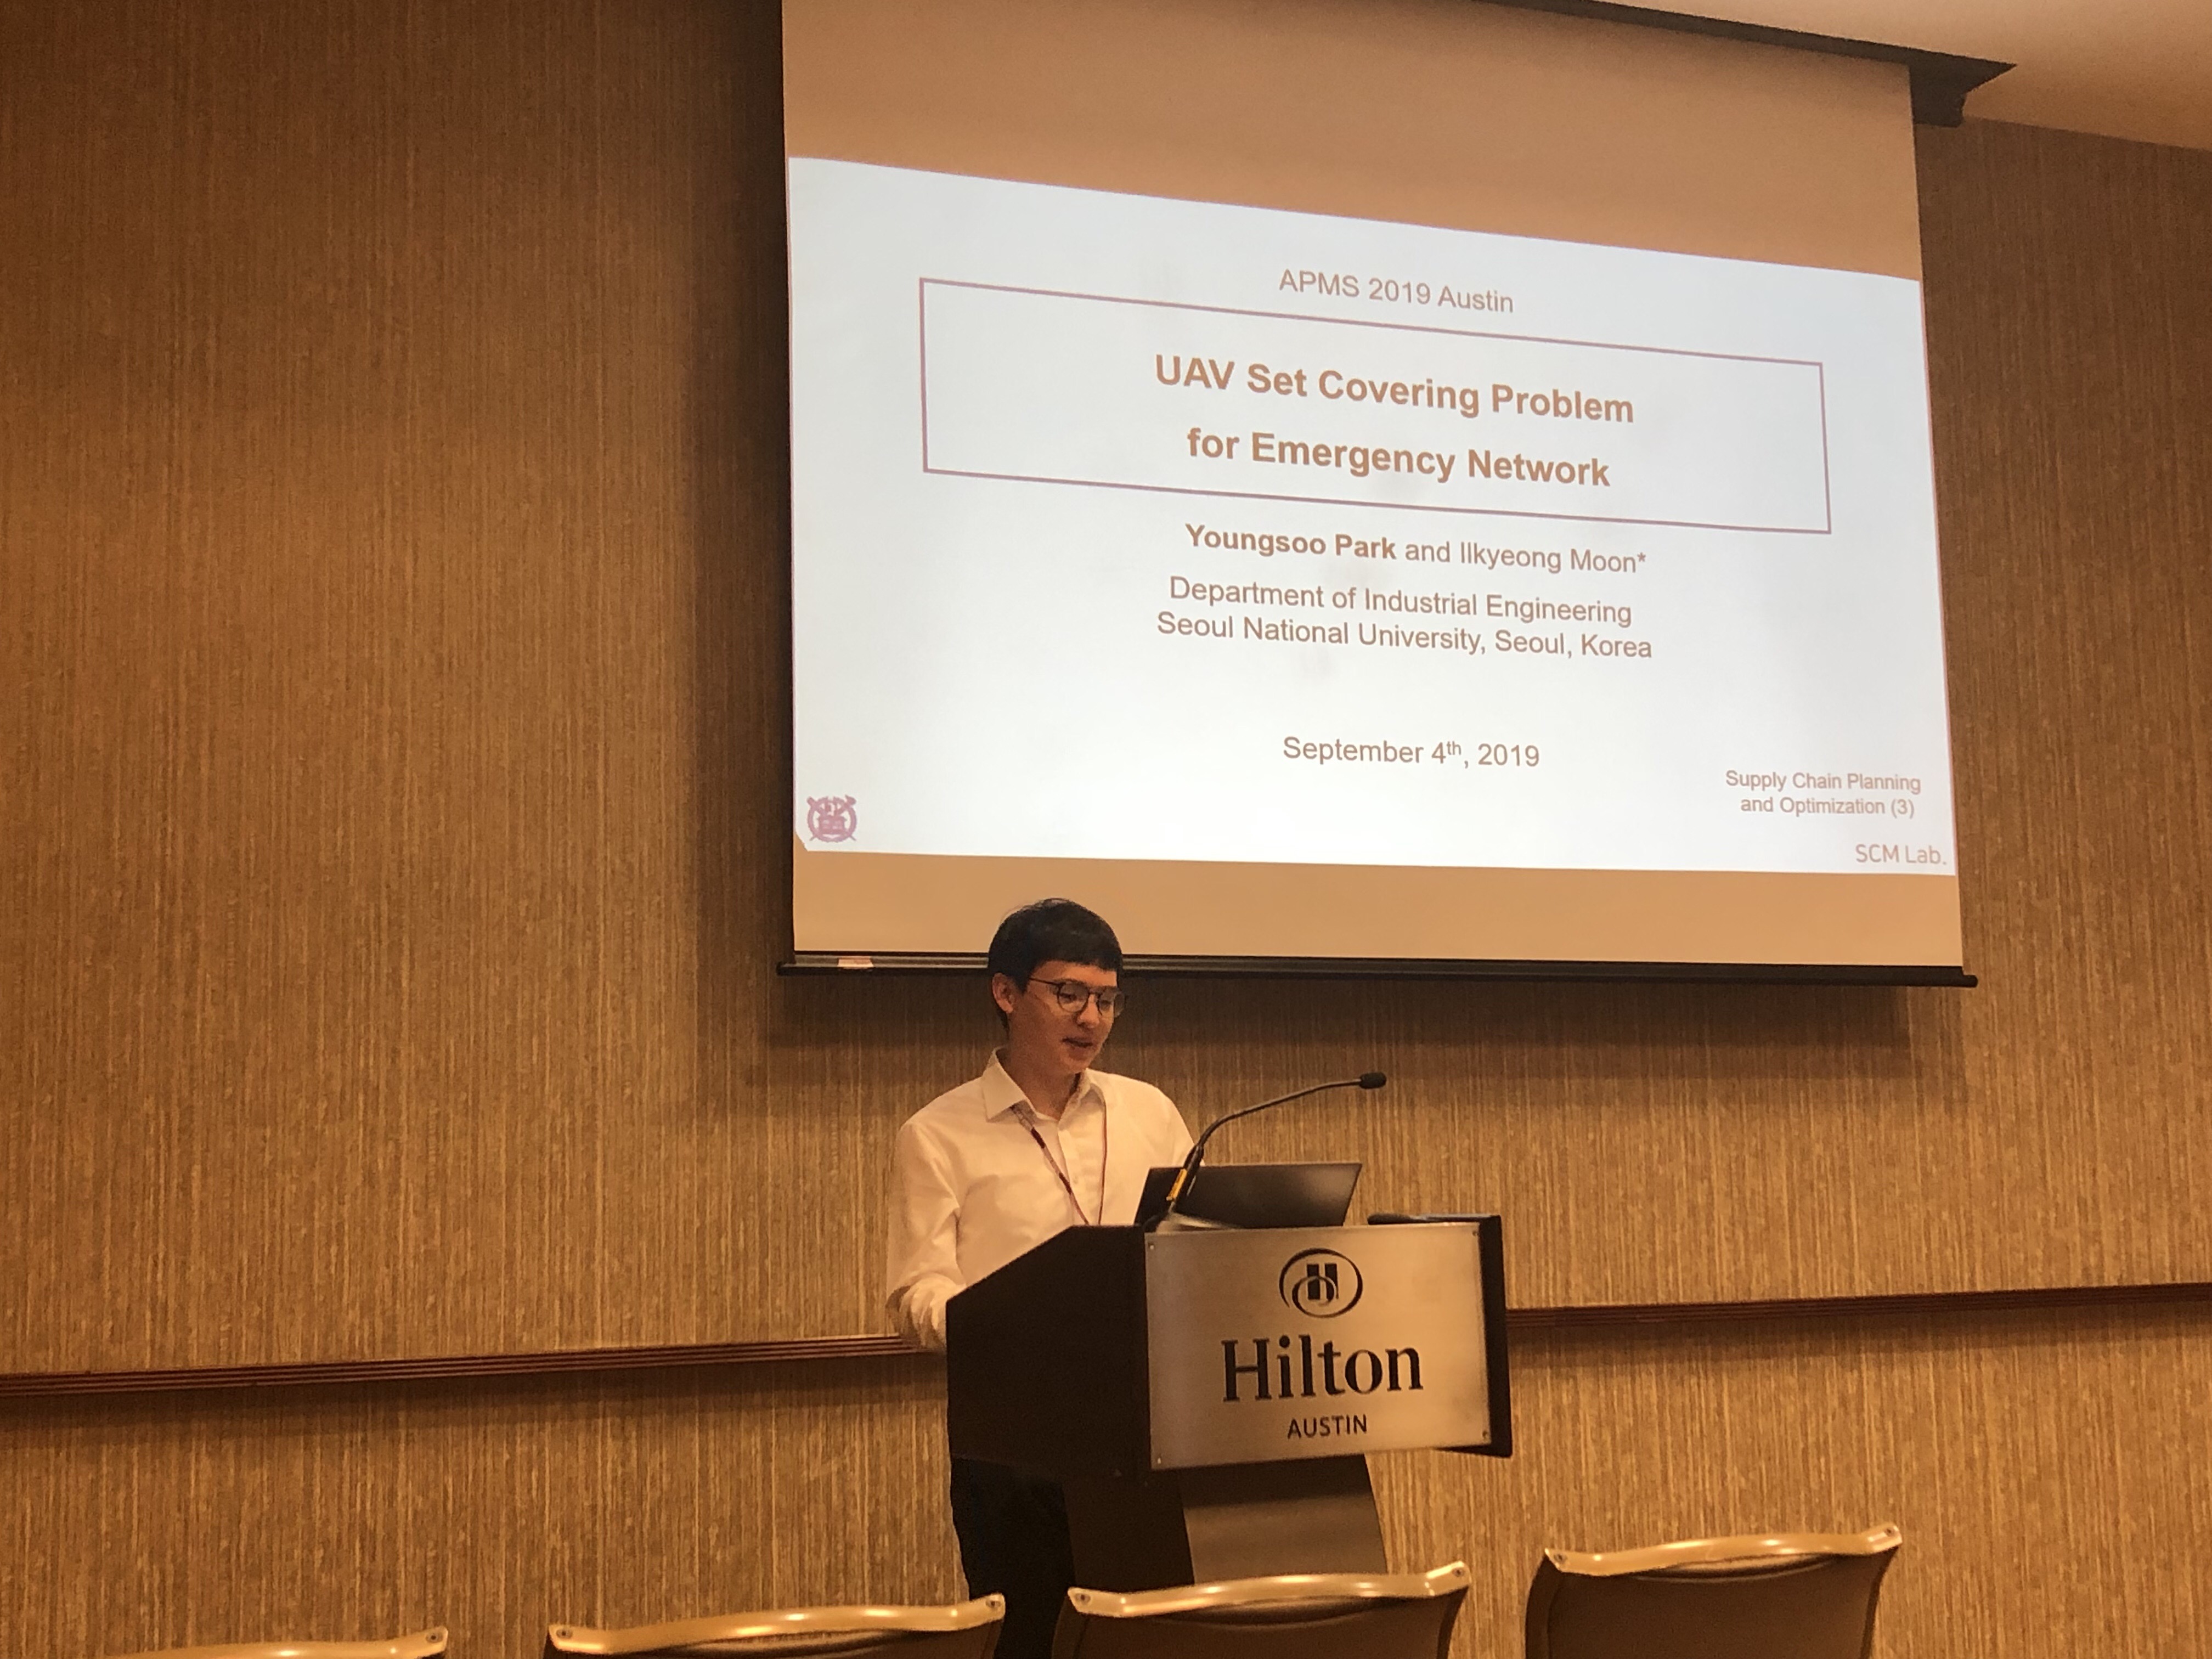 APMS 2019 Austin
UAV Set Covering Problem
for Emergency Network
Youngsoo Park and Ilkyeong Moon*
Department of Industrial Engineering
Seoul National University, Seoul, Korea
September 4th, 2019
Supply Chain Planning
and Optimization (3)
SCM Lab.
Hilton
AUSTIN